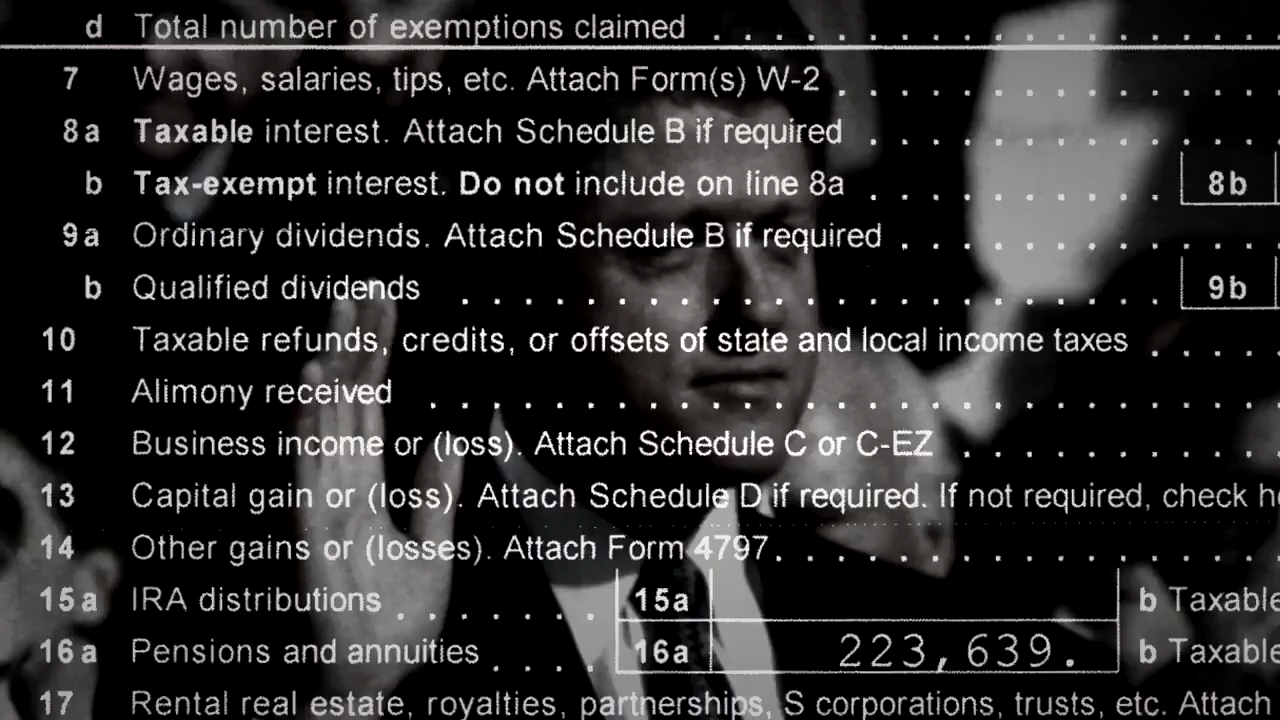 d Total number of exemptions claimed . . . . . . . . . . . . . . . . . .
7 Wages, salaries, tips, etc. Attach Form(s) W-2 . . . . . . . . . . . . . .
8a Taxable interest. Attach Schedule B if required . . . . . . . . . . . . .
b Tax-exempt interest. Do not include on line 8a . . . . . . . . . . 8b
9a Ordinary dividends. Attach Schedule B if required . . . . . . . . . . . .
b Qualified dividends . . . . . . . . . . . . . . . . . . . . . . . 9b
10 Taxable refunds, credits, or offsets of state and local income taxes . . . .
11 Alimony received . . . . . . . . . . . . . . . . . . . . . . . . . . .
12 Business income or (loss). Attach Schedule C or C-EZ . . . . . . . . . .
13 Capital gain or (loss). Attach Schedule D if required. If not required, check h
14 Other gains or (losses). Attach Form 4797 . . . . . . . . . . . . . . . .
15a IRA distributions . . . . . . . 15a b Taxable
16a Pensions and annuities . . . . 16a 223,639. b Taxable
17 Rental real estate, royalties, partnerships, S corporations, trusts, etc. Attach